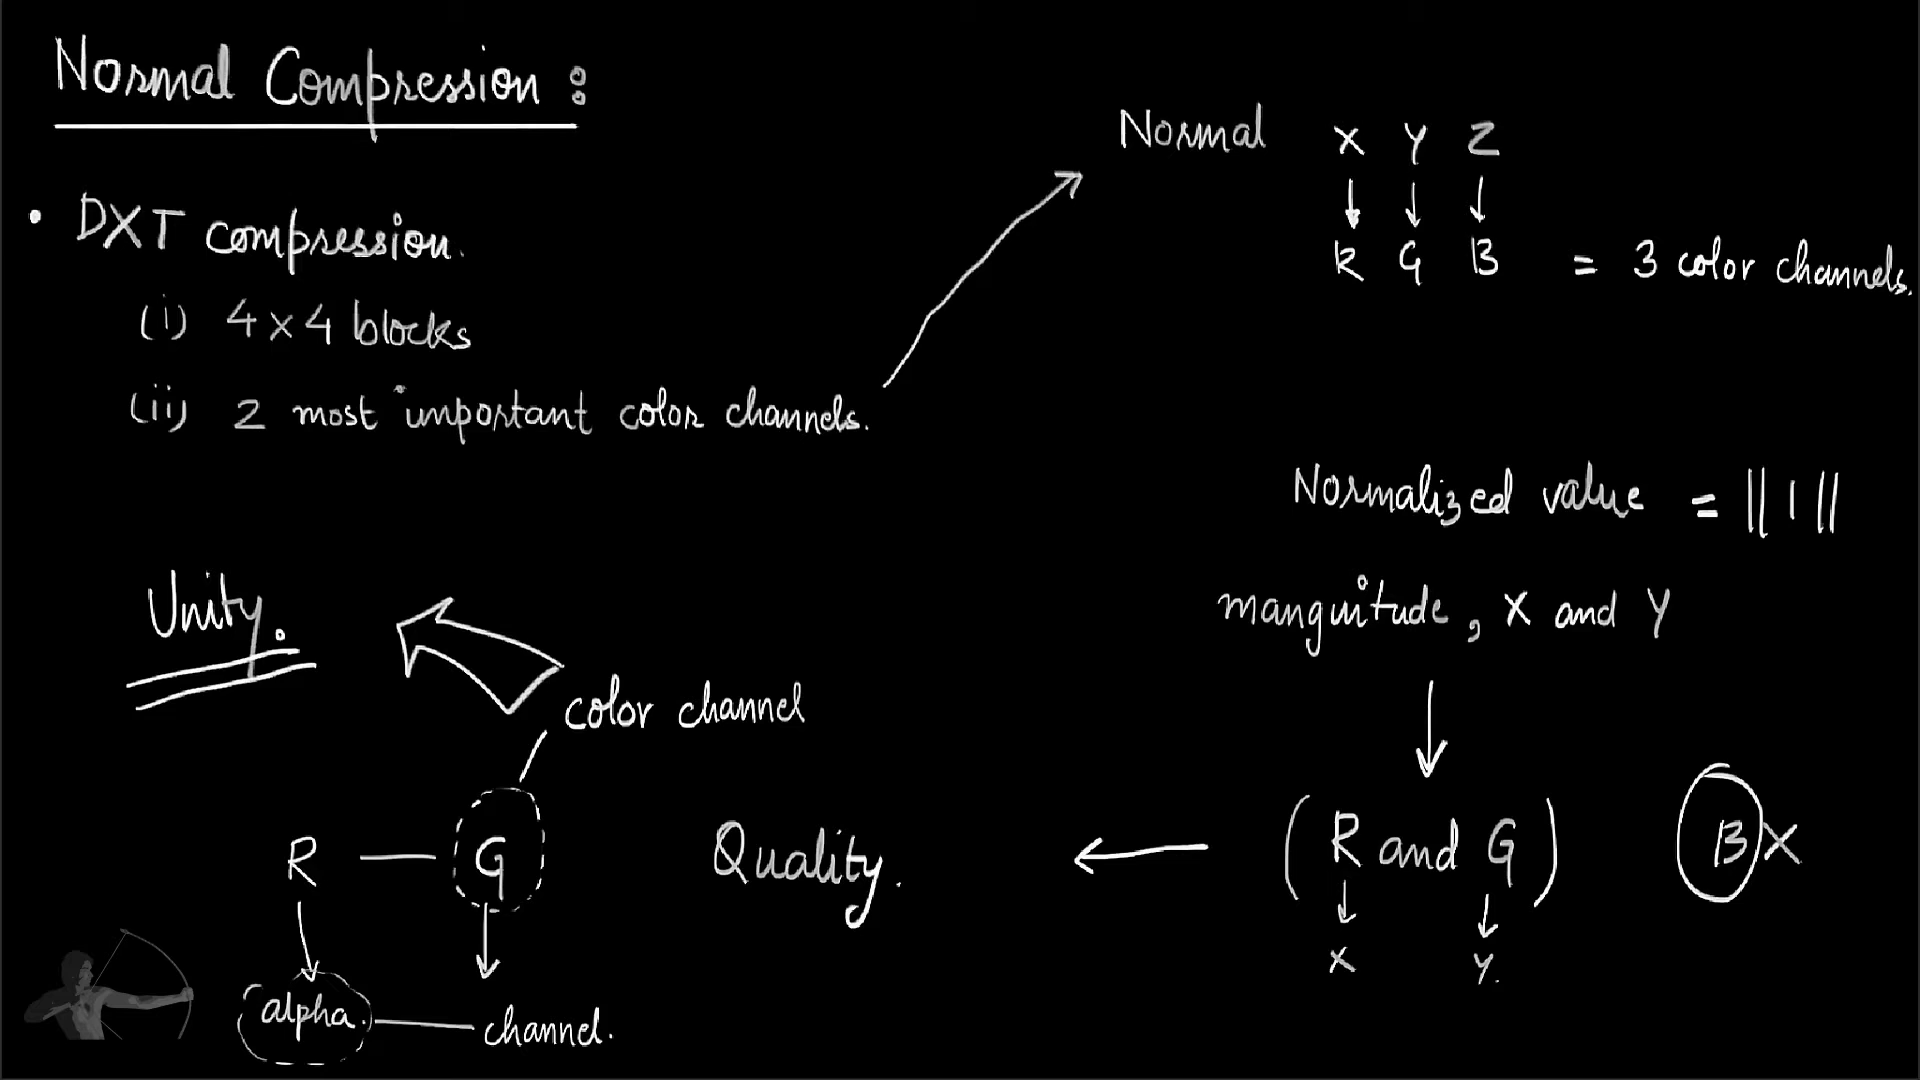 Normal Compression :
• DXT compression.
(i) 4 x 4 blocks
(ii) 2 most important color channels.
Normal X Y Z
R G B = 3 color channels.
Normalized value = || 1 ||
mangnitude, X and Y
(R and G) B X
X Y.
Quality.
Unity.
color channel
R — G
alpha. — channel.